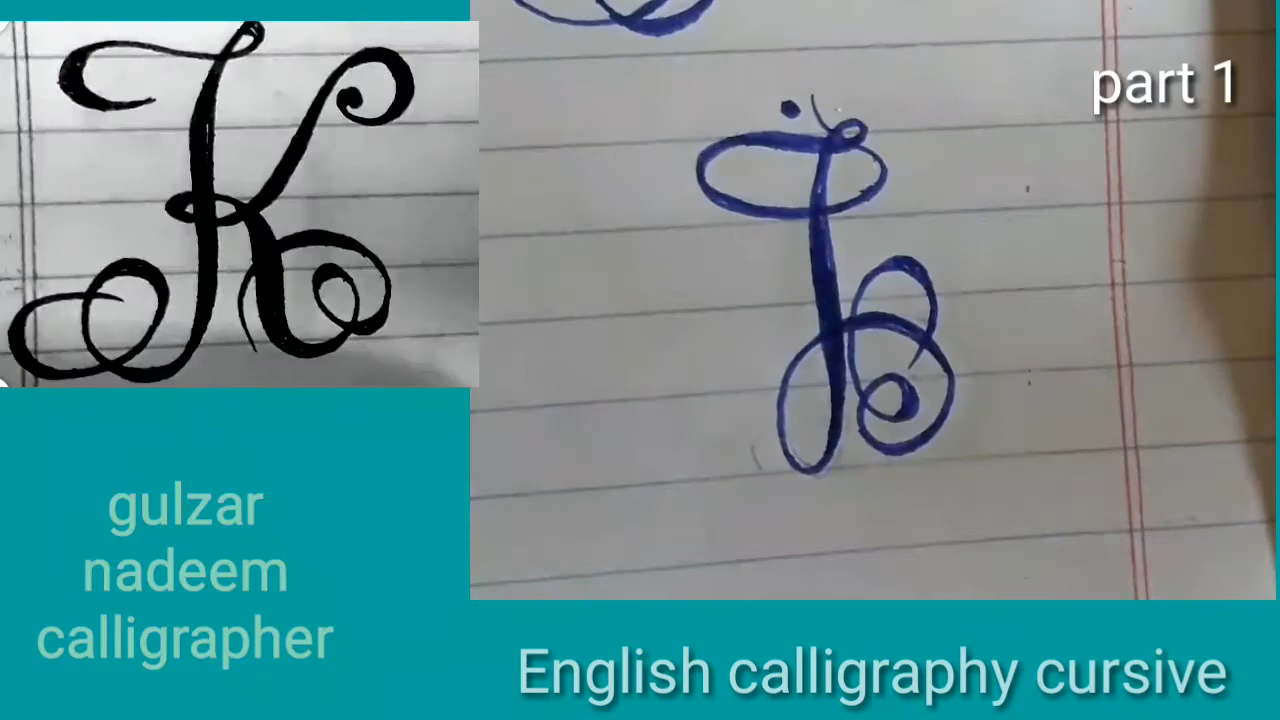 K
part 1
gulzar
nadeem
calligrapher
English calligraphy cursive